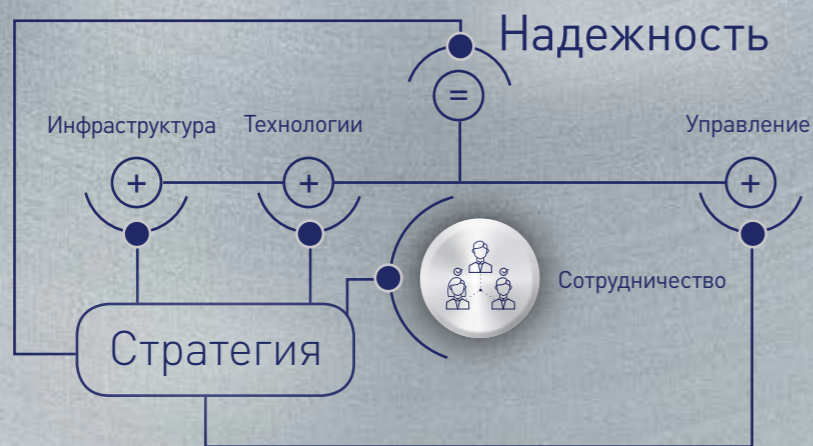 Надежность
=
Инфраструктура Технологии Управление
+ + +
Сотрудничество
Стратегия